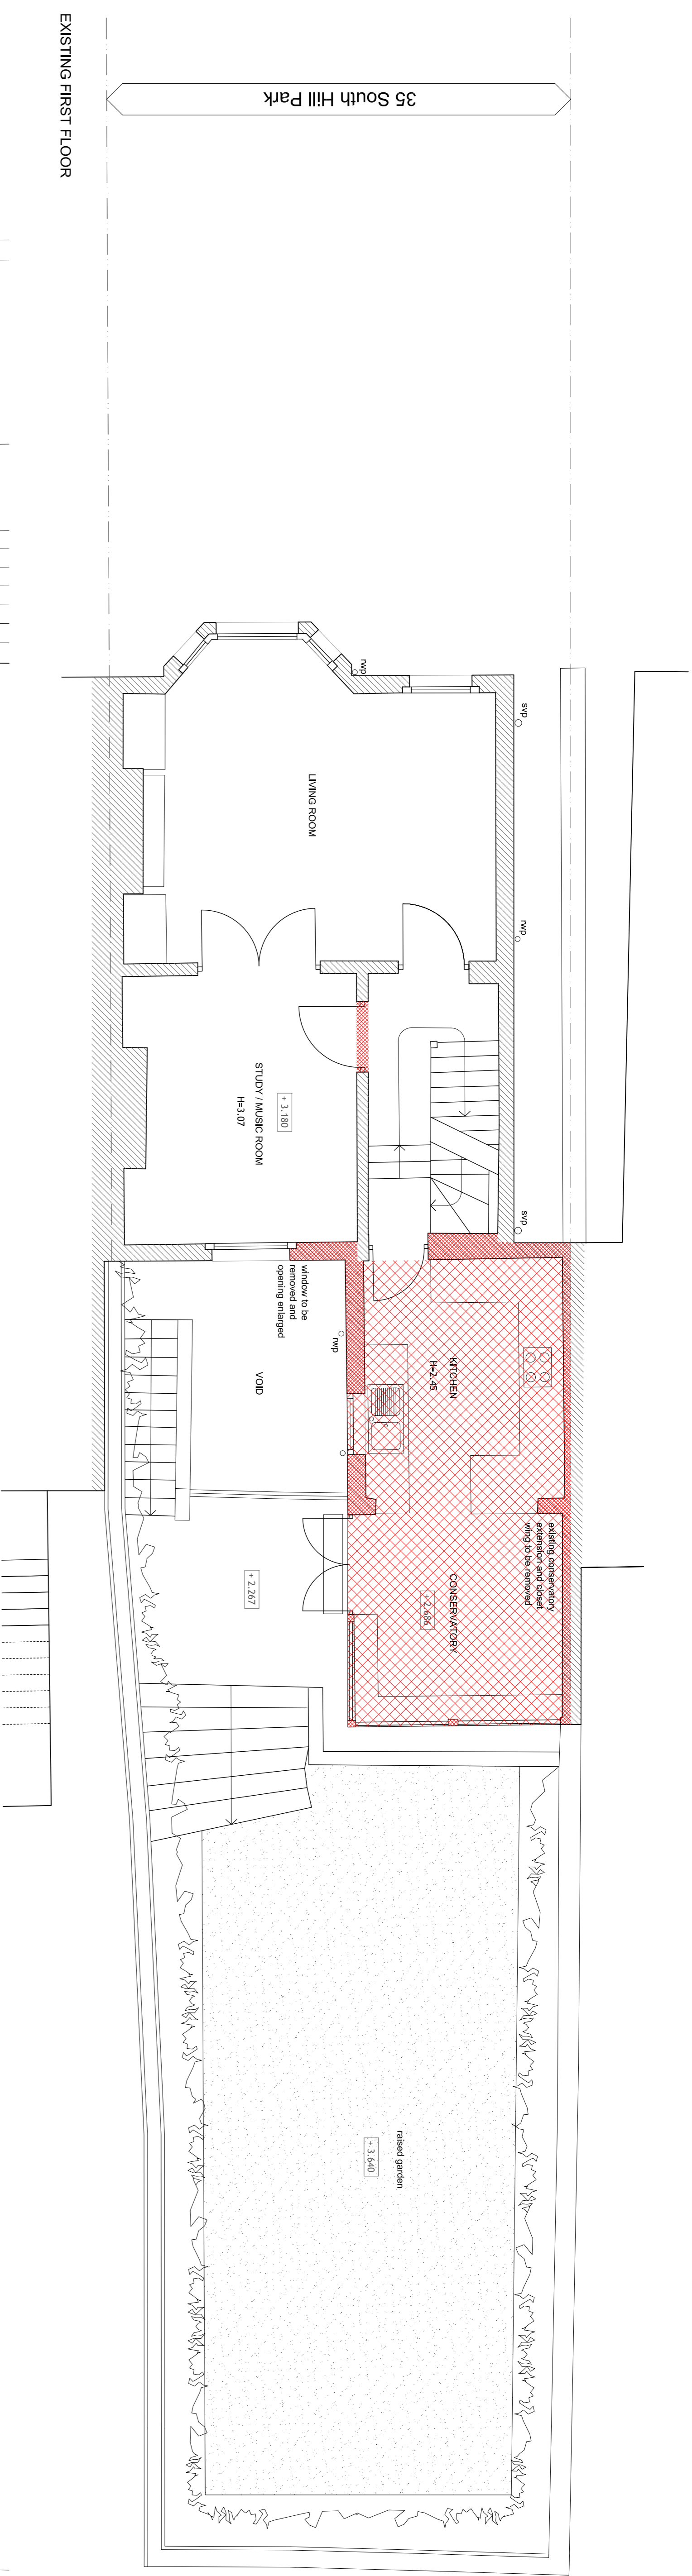 EXISTING FIRST FLOOR
35 South Hill Park
rwp
svp
LIVING ROOM
rwp
STUDY / MUSIC ROOM
H=3.07
+ 3.180
svp
window to be
removed and
opening enlarged
rwp
VOID
KITCHEN
H=2.45
existing conservatory
extension and closet
wing to be removed
CONSERVATORY
+ 2.686
+ 2.267
raised garden
+ 3.640